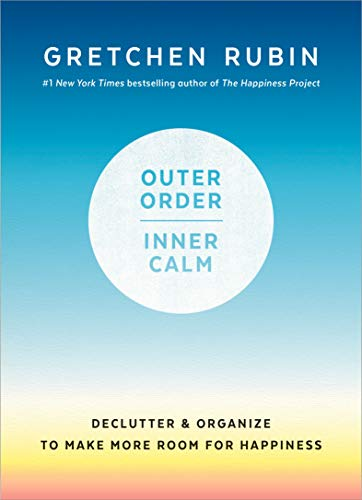 GRETCHEN RUBIN
#1 New York Times bestselling author of The Happiness Project
OUTER
ORDER
INNER
CALM
DECLUTTER & ORGANIZE
TO MAKE MORE ROOM FOR HAPPINESS